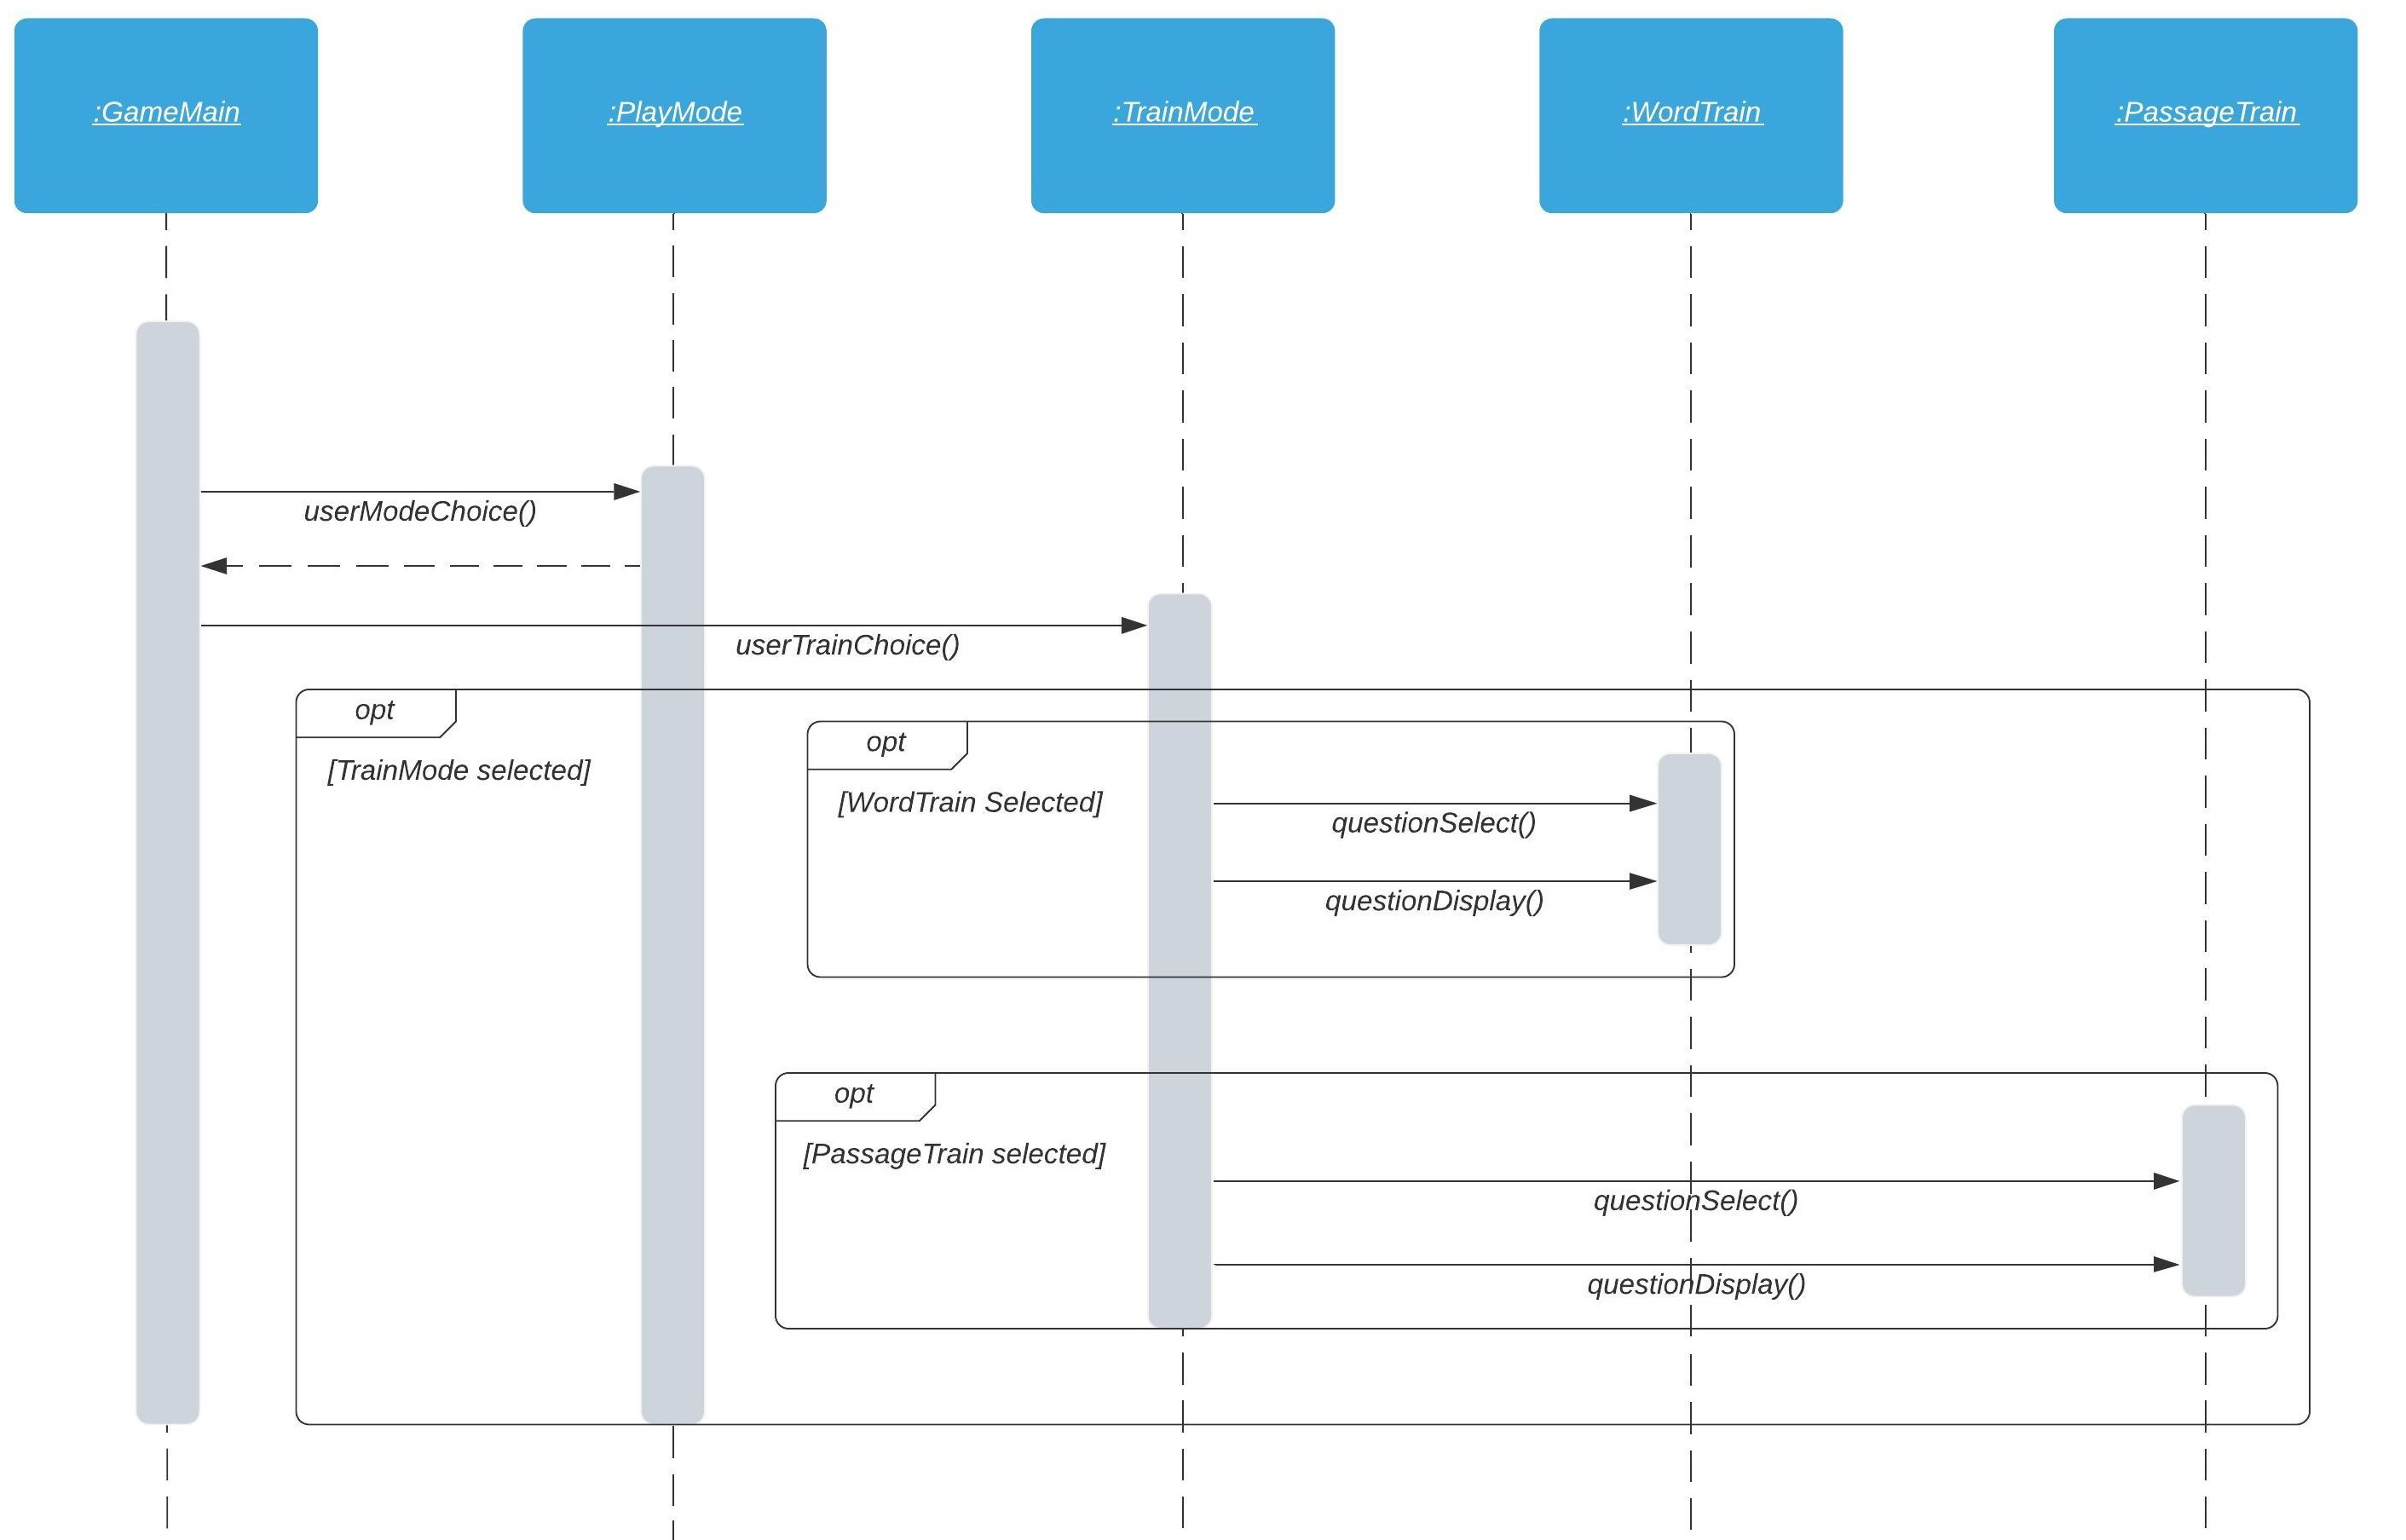 :GameMain
:PlayMode
:TrainMode
:WordTrain
:PassageTrain
userModeChoice()
userTrainChoice()
opt
[TrainMode selected]
opt
[WordTrain Selected]
questionSelect()
questionDisplay()
opt
[PassageTrain selected]
questionSelect()
questionDisplay()